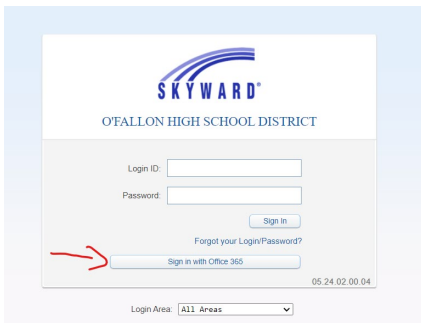 SKYWARD®
O'FALLON HIGH SCHOOL DISTRICT
Login ID:
Password:
Sign In
Forgot your Login/Password?
Sign in with Office 365
05.24.02.00.04
Login Area: All Areas